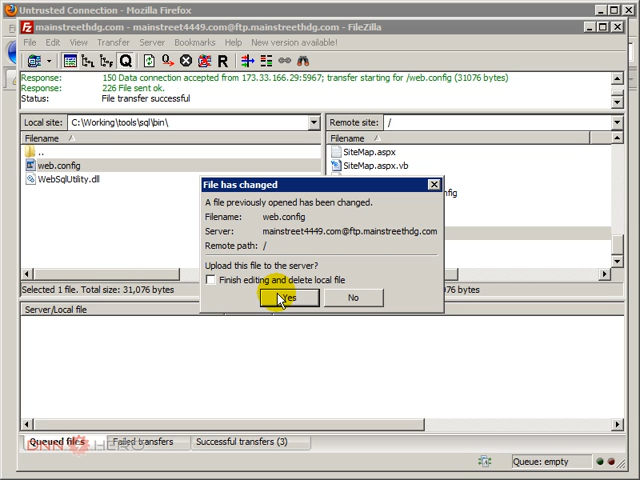 Untrusted Connection - Mozilla Firefox
mainstreethdg.com - mainstreet4449.com@ftp.mainstreethdg.com - FileZilla
File Edit View Transfer Server Bookmarks Help New version available!
Response: 150 Data connection accepted from 173.33.166.29:5967; transfer starting for /web.config (31076 bytes)
Response: 226 File sent ok.
Status: File transfer successful
Local site: C:\Working\tools\sql\bin\
Remote site: /
Filename
Filename
..
web.config
WebSqlUtility.dll
SiteMap.aspx
SiteMap.aspx.vb
File has changed
A file previously opened has been changed.
Filename: web.config
Server: mainstreet4449.com@ftp.mainstreethdg.com
Remote path: /
Upload this file to the server?
Finish editing and delete local file
Yes No
Selected 1 file. Total size: 31,076 bytes
31,076 bytes
Server/Local file
Queued files Failed transfers Successful transfers (3)
DNN HERO
Queue: empty